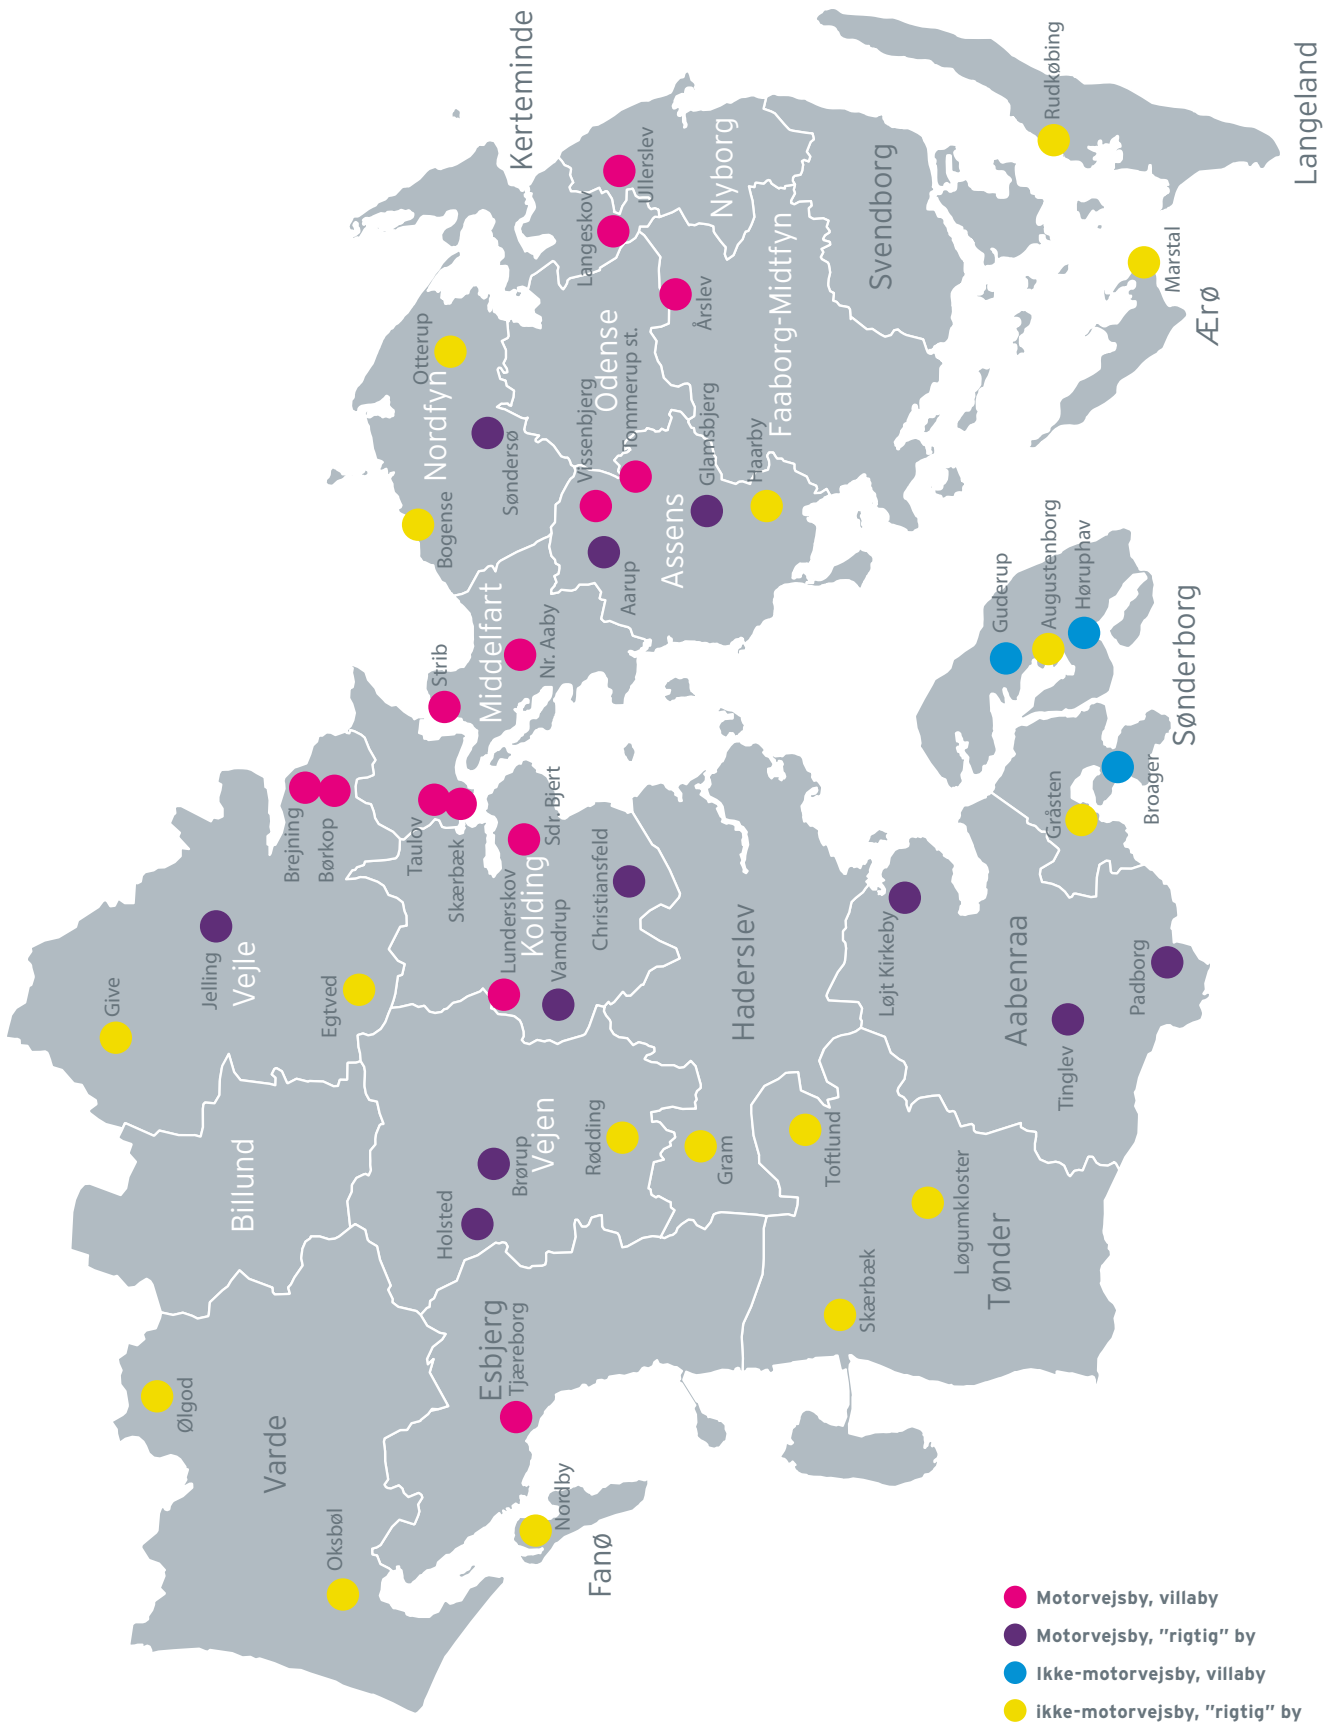 Kerteminde
Langeland
Rudkøbing
Ullerslev
Nyborg
Langeskov
Svendborg
Marstal
Ærø
Årslev
Faaborg-Midtfyn
Odense
Otterup
Nordfyn
Søndersø
Bogense
Vissenbjerg
Tommerup st.
Glamsbjerg
Haarby
Assens
Aarup
Middelfart
Nr. Aaby
Strib
Guderup
Augustenborg
Høruphav
Sønderborg
Broager
Gråsten
Brejning
Børkop
Taulov
Skærbæk
Sdr. Bjert
Kolding
Lunderskov
Vamdrup
Christiansfeld
Haderslev
Løjt Kirkeby
Aabenraa
Padborg
Tinglev
Jelling
Vejle
Give
Egtved
Billund
Vejen
Brørup
Holsted
Rødding
Gram
Toftlund
Løgumkloster
Tønder
Skærbæk
Esbjerg
Tjæreborg
Ølgod
Varde
Oksbøl
Nordby
Fanø
Motorvejsby, villaby
Motorvejsby, "rigtig" by
Ikke-motorvejsby, villaby
ikke-motorvejsby, "rigtig" by